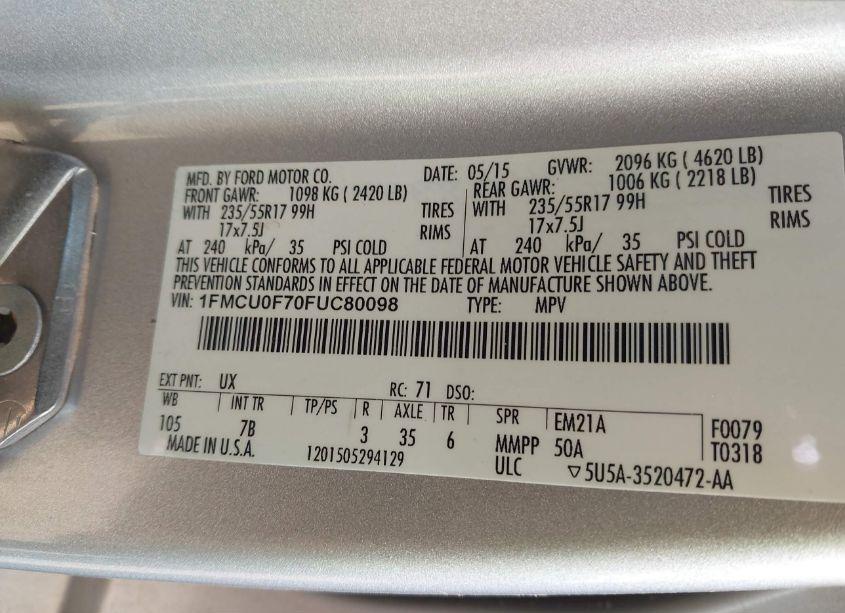 MFD. BY FORD MOTOR CO. DATE: 05/15 GVWR: 2096 KG ( 4620 LB)
FRONT GAWR: 1098 KG ( 2420 LB) REAR GAWR: 1006 KG ( 2218 LB)
WITH 235/55R17 99H TIRES WITH 235/55R17 99H TIRES
17x7.5J RIMS 17x7.5J RIMS
AT 240 kPa/ 35 PSI COLD AT 240 kPa/ 35 PSI COLD
THIS VEHICLE CONFORMS TO ALL APPLICABLE FEDERAL MOTOR VEHICLE SAFETY AND THEFT
PREVENTION STANDARDS IN EFFECT ON THE DATE OF MANUFACTURE SHOWN ABOVE.
VIN: 1FMCU0F70FUC80098 TYPE: MPV
EXT PNT: UX RC: 71 DSO:
WB INT TR TP/PS R AXLE TR SPR EM21A F0079
105 7B 3 35 6 MMPP 50A T0318
MADE IN U.S.A. 1201505294129 ULC ▽5U5A-3520472-AA